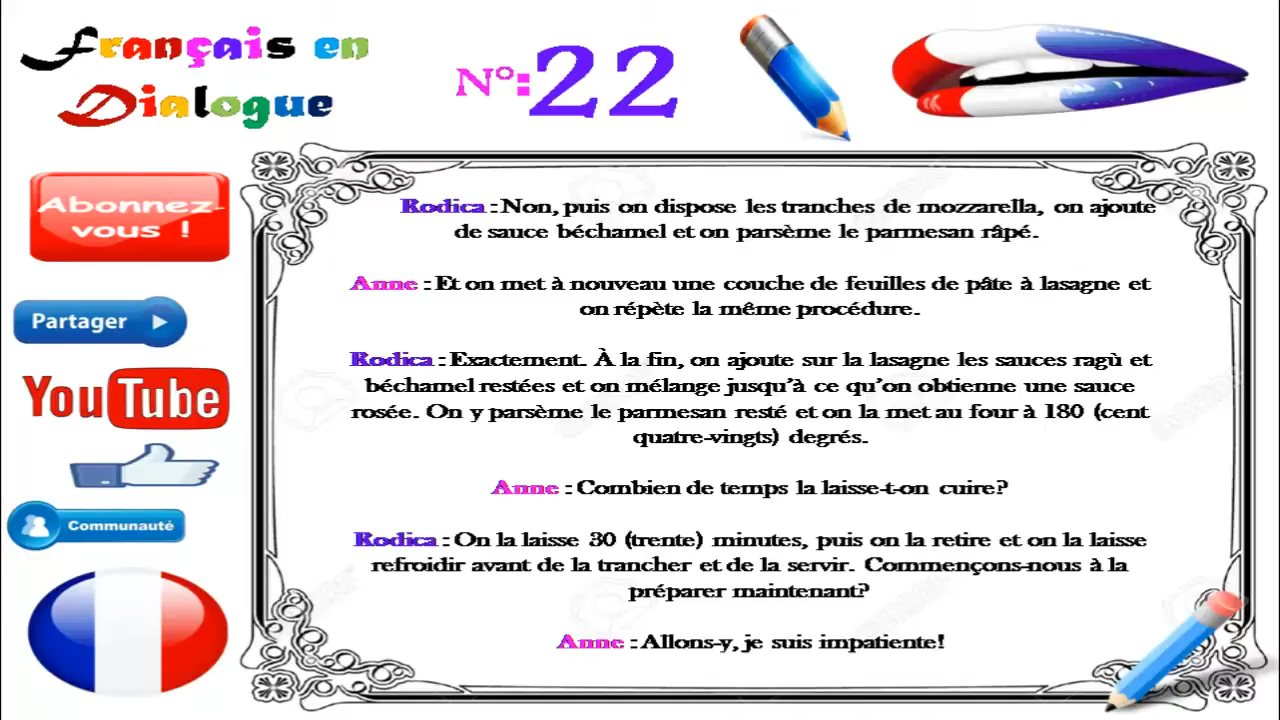 Français en
Dialogue
N°:22
Abonnez-
vous !
Partager
YouTube
Communauté
Rodica : Non, puis on dispose les tranches de mozzarella, on ajoute
de sauce béchamel et on parsème le parmesan râpé.
Anne : Et on met à nouveau une couche de feuilles de pâte à lasagne et
on répète la même procédure.
Rodica : Exactement. À la fin, on ajoute sur la lasagne les sauces ragù et
béchamel restées et on mélange jusqu'à ce qu'on obtienne une sauce
rosée. On y parsème le parmesan resté et on la met au four à 180 (cent
quatre-vingts) degrés.
Anne : Combien de temps la laisse-t-on cuire?
Rodica : On la laisse 30 (trente) minutes, puis on la retire et on la laisse
refroidir avant de la trancher et de la servir. Commençons-nous à la
préparer maintenant?
Anne : Allons-y, je suis impatiente!